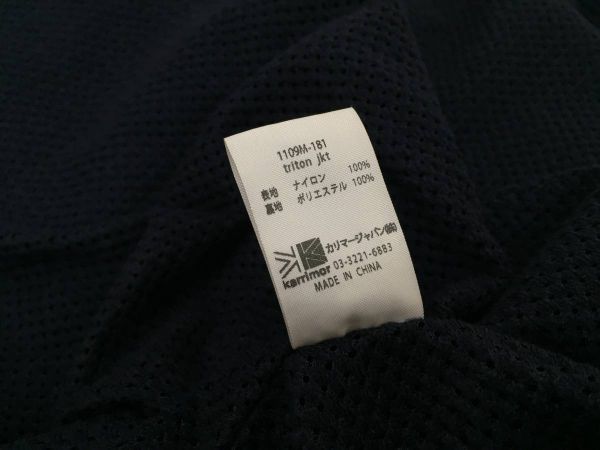 1109M-181
triton jkt
表地 ナイロン 100%
裏地 ポリエステル 100%
karrimor
カリマージャパン㈱
03-3221-6883
MADE IN CHINA